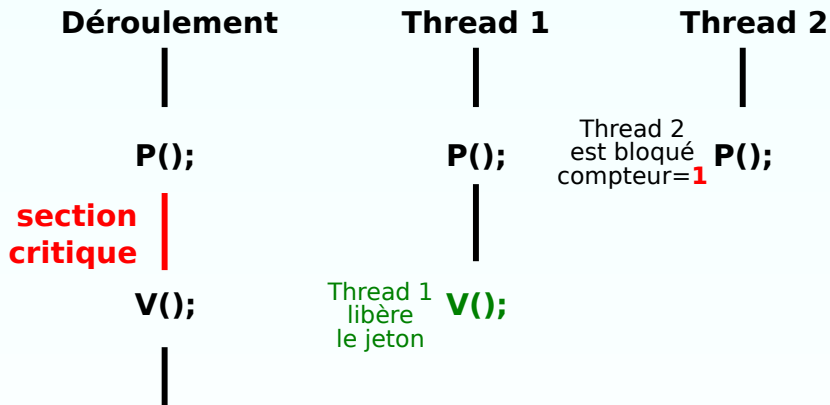 Déroulement
Thread 1
Thread 2
P();
P();
Thread 2
est bloqué
compteur=1
P();
section
critique
V();
Thread 1
libère
le jeton
V();